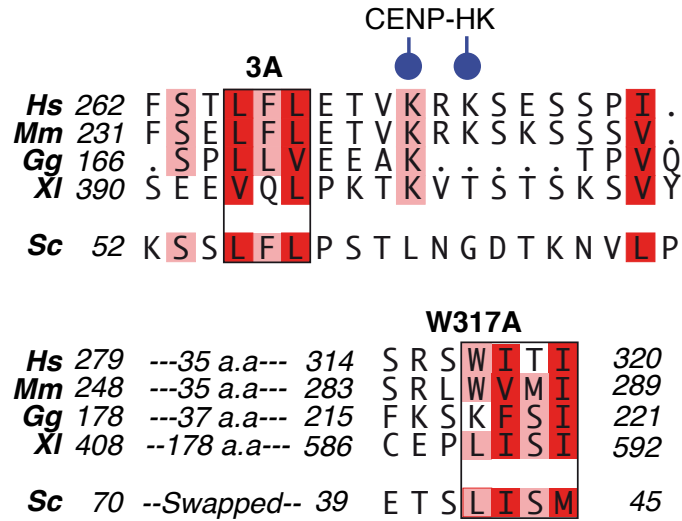 CENP-HK
3A
Hs 262 F S T L F L E T V K R K S E S S P I .
Mm 231 F S E L F L E T V K R K S K S S S V .
Gg 166 . S P L L V E E A K . . . . . T P V Q
Xl 390 S E E V Q L P K T K V T S T S K S V Y
Sc 52 K S S L F L P S T L N G D T K N V L P
W317A
Hs 279 ---35 a.a--- 314 S R S W I T I 320
Mm 248 ---35 a.a--- 283 S R L W V M I 289
Gg 178 ---37 a.a--- 215 F K S K F S I 221
Xl 408 --178 a.a--- 586 C E P L I S I 592
Sc 70 --Swapped-- 39 E T S L I S M 45